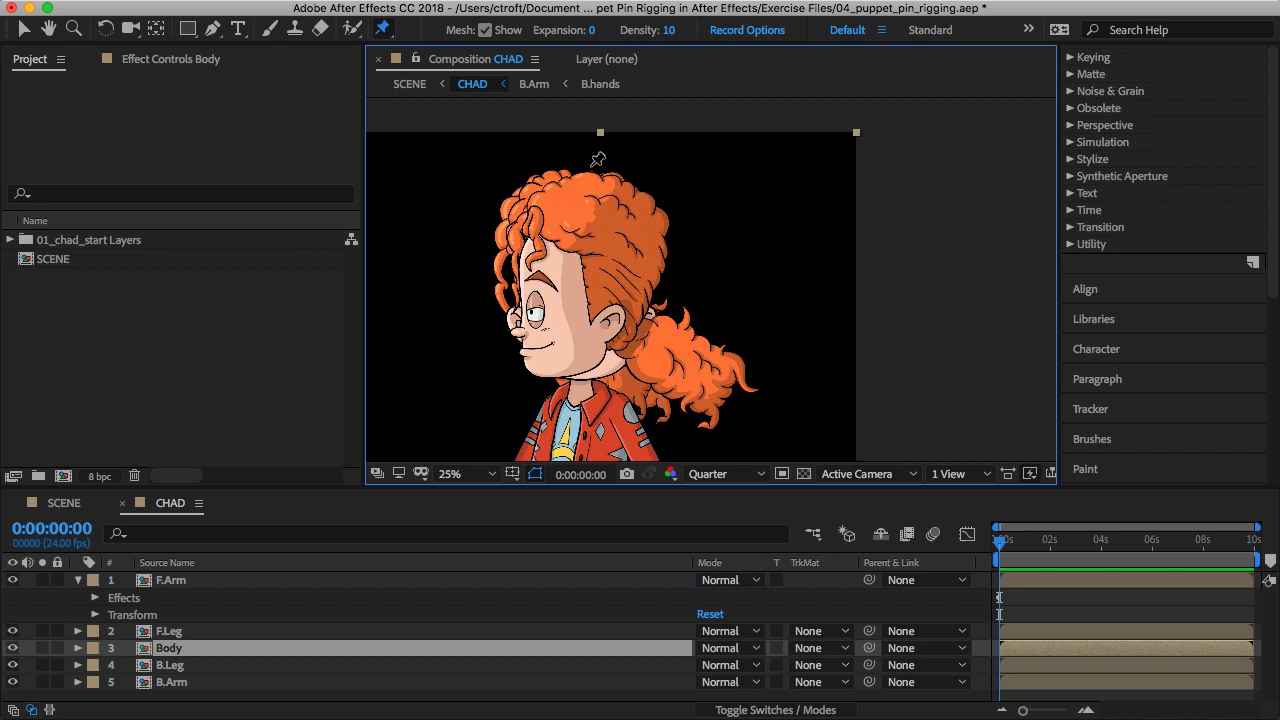 Adobe After Effects CC 2018 - /Users/ctroft/Document ... pet Pin Rigging in After Effects/Exercise Files/04_puppet_pin_rigging.aep *
Mesh: Show Expansion: 0 Density: 10 Record Options Default Standard Search Help
Project Effect Controls Body
Composition CHAD Layer (none)
SCENE CHAD B.Arm B.hands
Keying
Matte
Noise & Grain
Obsolete
Perspective
Simulation
Stylize
Synthetic Aperture
Text
Time
Transition
Utility
Align
Libraries
Character
Paragraph
Tracker
Brushes
Paint
Name
01_chad_start Layers
SCENE
8 bpc
25% 0:00:00:00 Quarter Active Camera 1 View
SCENE CHAD
0:00:00:00
00000 (24.00 fps)
02s 04s 06s 08s 10s
# Source Name Mode T TrkMat Parent & Link
1 F.Arm Normal None
Effects
Transform Reset
2 F.Leg Normal None None
3 Body Normal None None
4 B.Leg Normal None None
5 B.Arm Normal None None
Toggle Switches / Modes